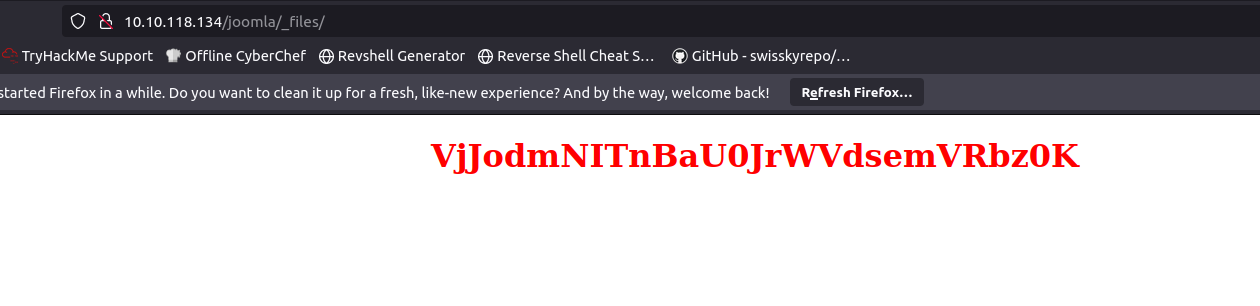 10.10.118.134/joomla/_files/
TryHackMe Support Offline CyberChef Revshell Generator Reverse Shell Cheat S… GitHub - swisskyrepo/…
started Firefox in a while. Do you want to clean it up for a fresh, like-new experience? And by the way, welcome back! Refresh Firefox…
VjJodmNITnBaU0JrWVdsemVRbz0K